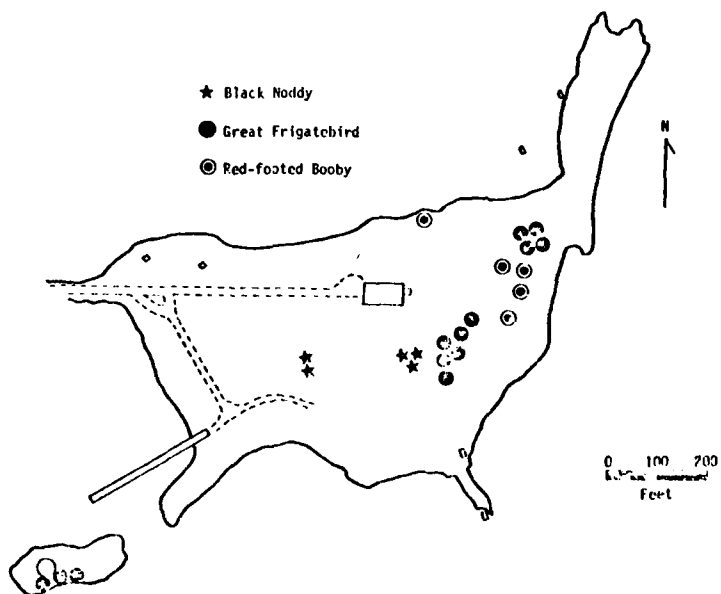 Black Noddy
Great Frigatebird
Red-footed Booby
N
0 100 200
Feet